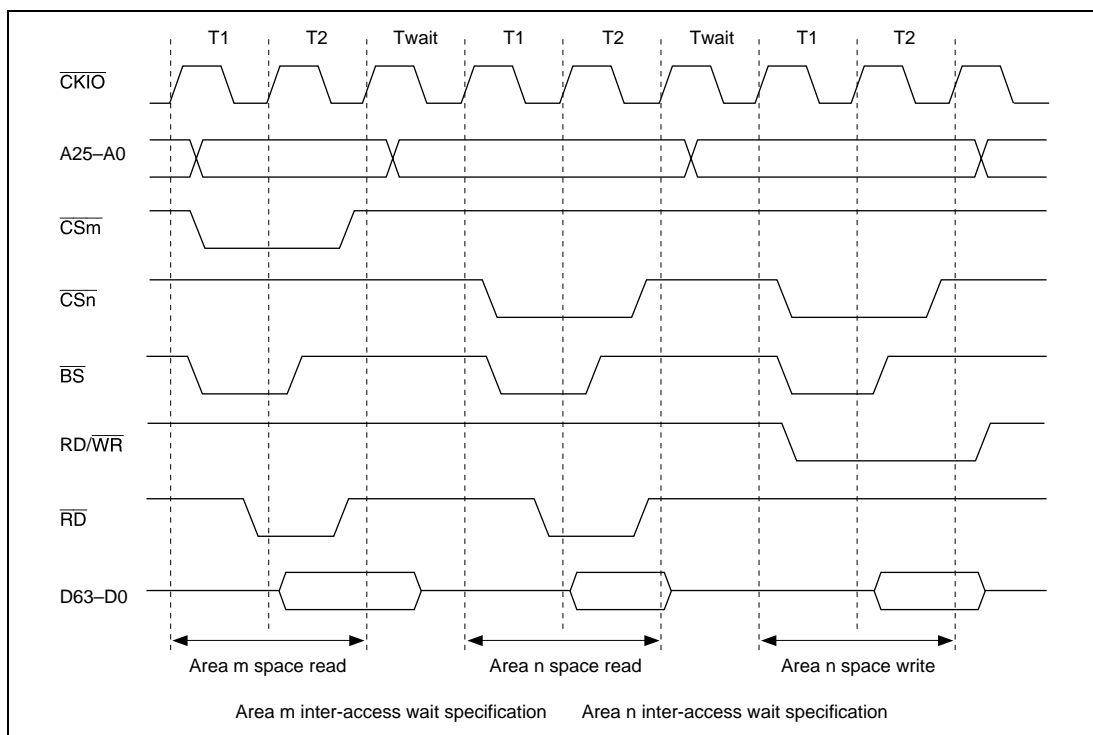 T1 T2 Twait T1 T2 Twait T1 T2
CKIO
A25–A0
CSm
CSn
BS
RD/WR
RD
D63–D0
Area m space read Area n space read Area n space write
Area m inter-access wait specification Area n inter-access wait specification